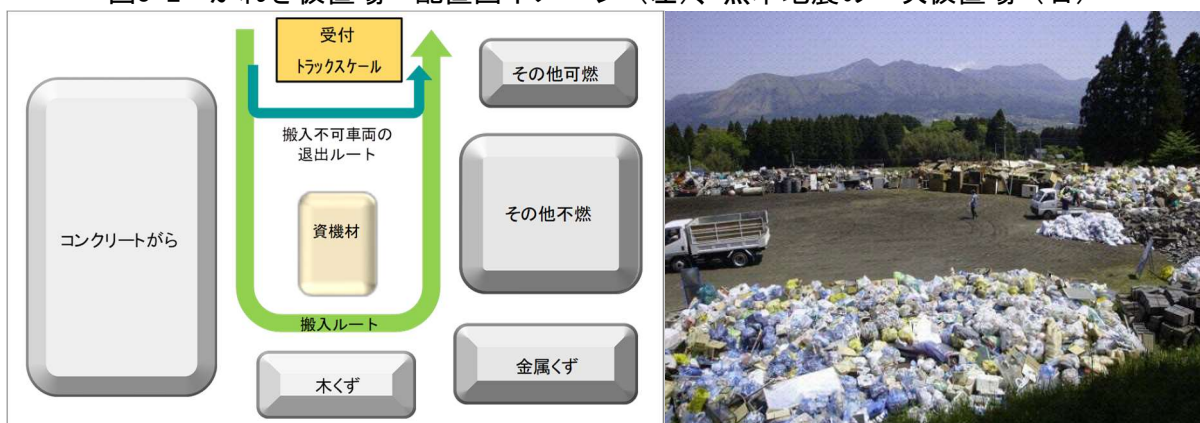 受付
トラックスケール
その他可燃
搬入不可車両の
退出ルート
その他不燃
資機材
コンクリートがら
搬入ルート
木くず
金属くず